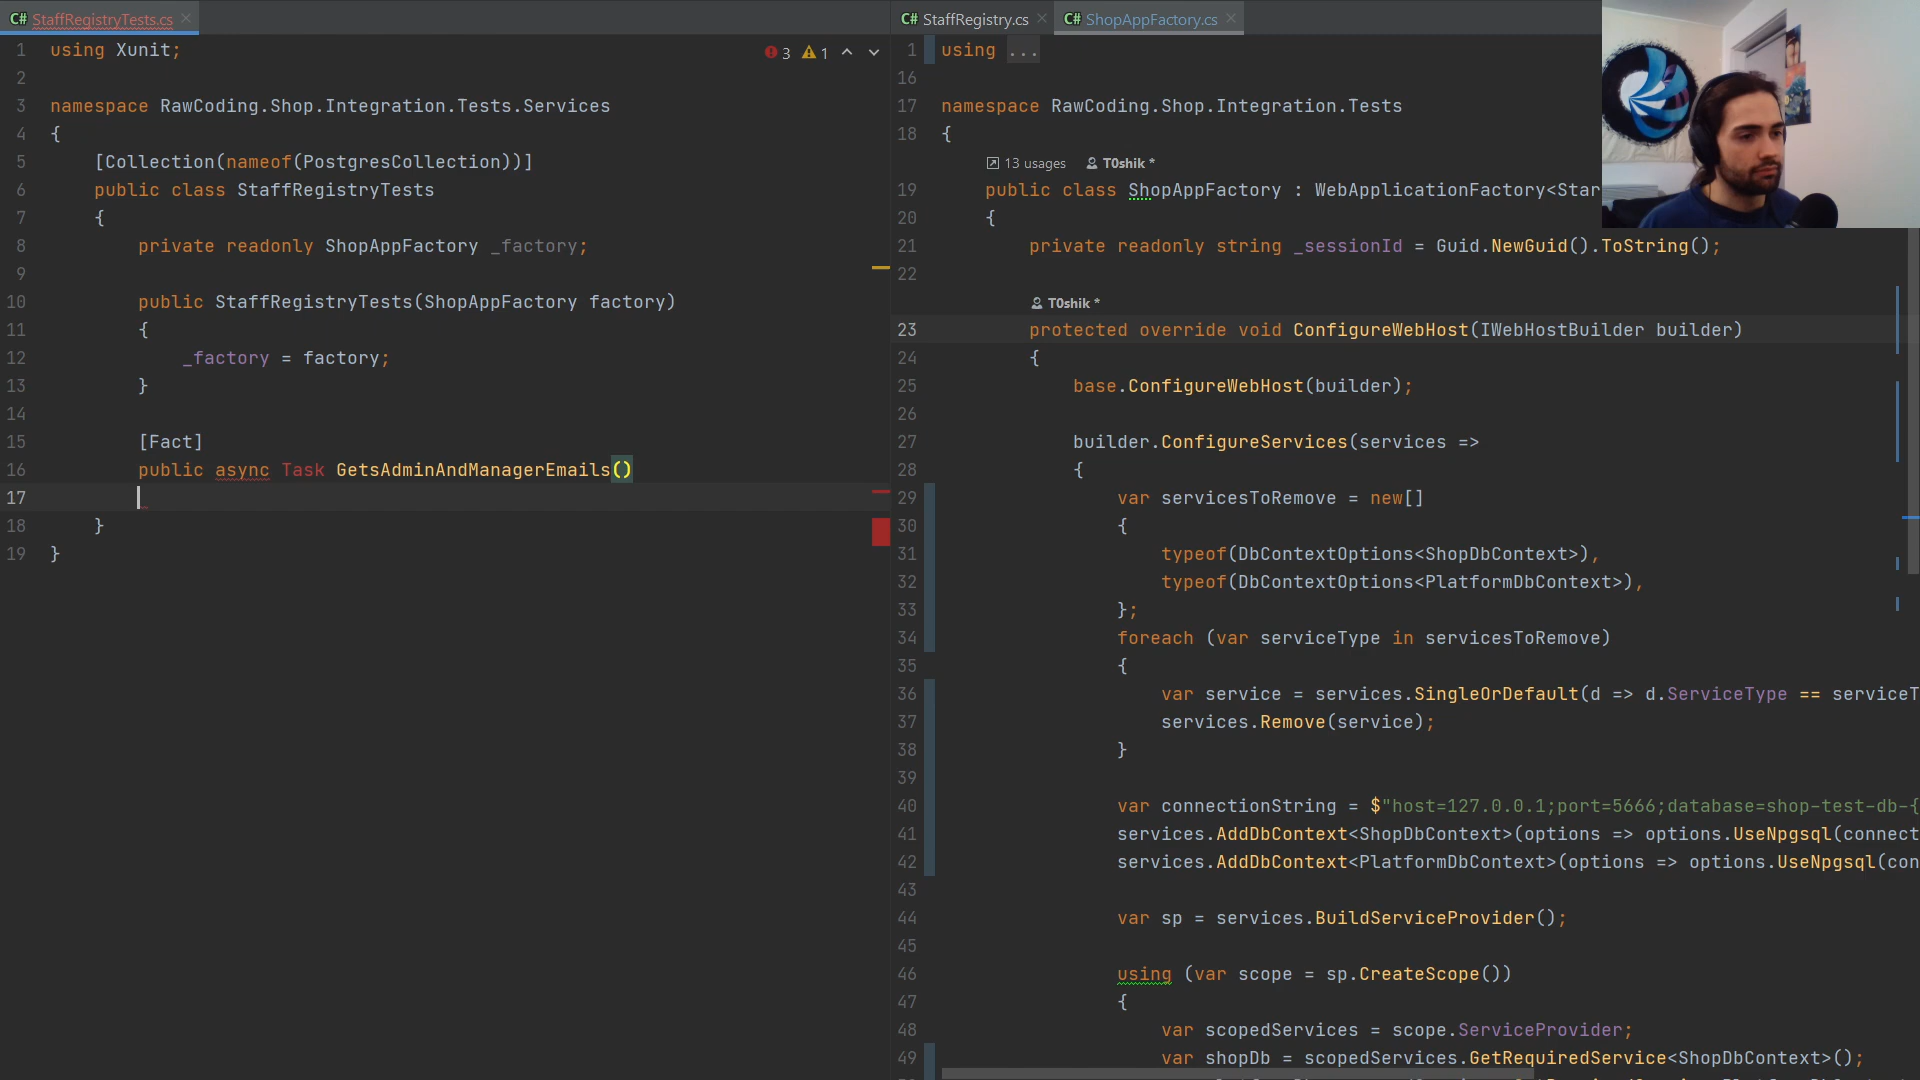 C# StaffRegistryTests.cs
1 using Xunit;
3 1
2
3 namespace RawCoding.Shop.Integration.Tests.Services
4 {
5 [Collection(nameof(PostgresCollection))]
6 public class StaffRegistryTests
7 {
8 private readonly ShopAppFactory _factory;
9
10 public StaffRegistryTests(ShopAppFactory factory)
11 {
12 _factory = factory;
13 }
14
15 [Fact]
16 public async Task GetsAdminAndManagerEmails()
17
18 }
19 }
C# StaffRegistry.cs
C# ShopAppFactory.cs
1 using ...
16
17 namespace RawCoding.Shop.Integration.Tests
18 {
13 usages T0shik *
19 public class ShopAppFactory : WebApplicationFactory<Star
20 {
21 private readonly string _sessionId = Guid.NewGuid().ToString();
22
T0shik *
23 protected override void ConfigureWebHost(IWebHostBuilder builder)
24 {
25 base.ConfigureWebHost(builder);
26
27 builder.ConfigureServices(services =>
28 {
29 var servicesToRemove = new[]
30 {
31 typeof(DbContextOptions<ShopDbContext>),
32 typeof(DbContextOptions<PlatformDbContext>),
33 };
34 foreach (var serviceType in servicesToRemove)
35 {
36 var service = services.SingleOrDefault(d => d.ServiceType == serviceT
37 services.Remove(service);
38 }
39
40 var connectionString = $"host=127.0.0.1;port=5666;database=shop-test-db-{
41 services.AddDbContext<ShopDbContext>(options => options.UseNpgsql(connect
42 services.AddDbContext<PlatformDbContext>(options => options.UseNpgsql(con
43
44 var sp = services.BuildServiceProvider();
45
46 using (var scope = sp.CreateScope())
47 {
48 var scopedServices = scope.ServiceProvider;
49 var shopDb = scopedServices.GetRequiredService<ShopDbContext>();